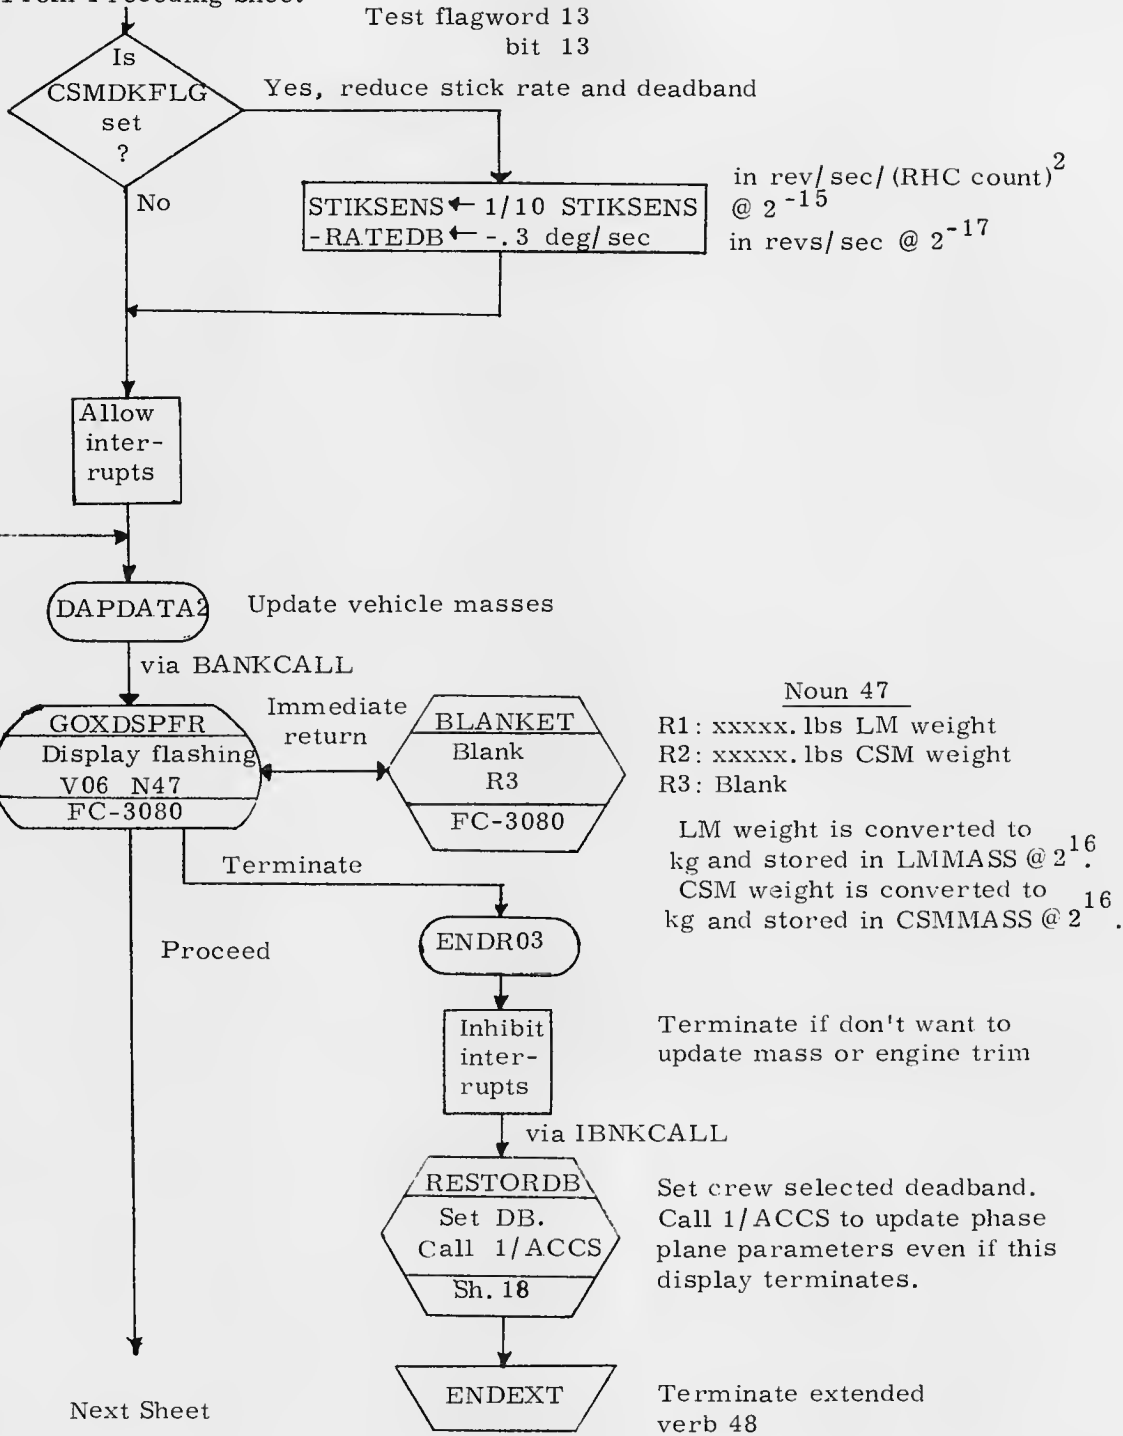 From Preceding Sheet
Test flagword 13
bit 13
Is
CSMDKFLG
set
?
Yes, reduce stick rate and deadband
No
STIKSENS ← 1/10 STIKSENS
-RATEDB ← -.3 deg/sec
in rev/sec/(RHC count)²
@ 2⁻¹⁵
in revs/sec @ 2⁻¹⁷
Allow
inter-
rupts
DAPDATA2
Update vehicle masses
via BANKCALL
GOXDSPFR
Display flashing
V06 N47
FC-3080
Immediate
return
BLANKET
Blank
R3
FC-3080
Noun 47
R1: xxxxx. lbs LM weight
R2: xxxxx. lbs CSM weight
R3: Blank
LM weight is converted to
kg and stored in LMMASS @ 2¹⁶.
CSM weight is converted to
kg and stored in CSMMASS @ 2¹⁶.
Terminate
Proceed
ENDR03
Inhibit
inter-
rupts
Terminate if don't want to
update mass or engine trim
via IBNKCALL
RESTORDB
Set DB.
Call 1/ACCS
Sh. 18
Set crew selected deadband.
Call 1/ACCS to update phase
plane parameters even if this
display terminates.
ENDEXT
Terminate extended
verb 48
Next Sheet